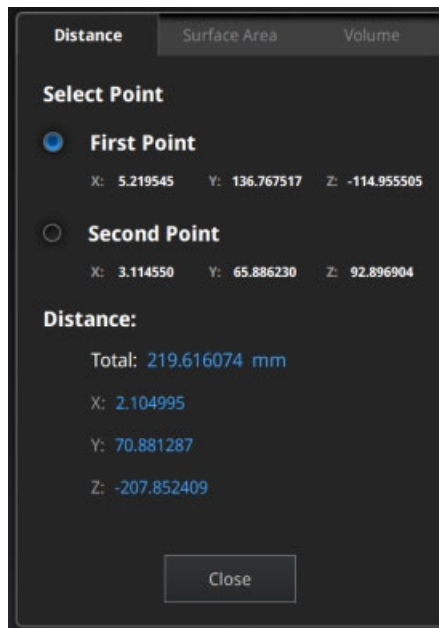 Distance Surface Area Volume
Select Point
First Point
X: 5.219545 Y: 136.767517 Z: -114.955505
Second Point
X: 3.114550 Y: 65.886230 Z: 92.896904
Distance:
Total: 219.616074 mm
X: 2.104995
Y: 70.881287
Z: -207.852409
Close